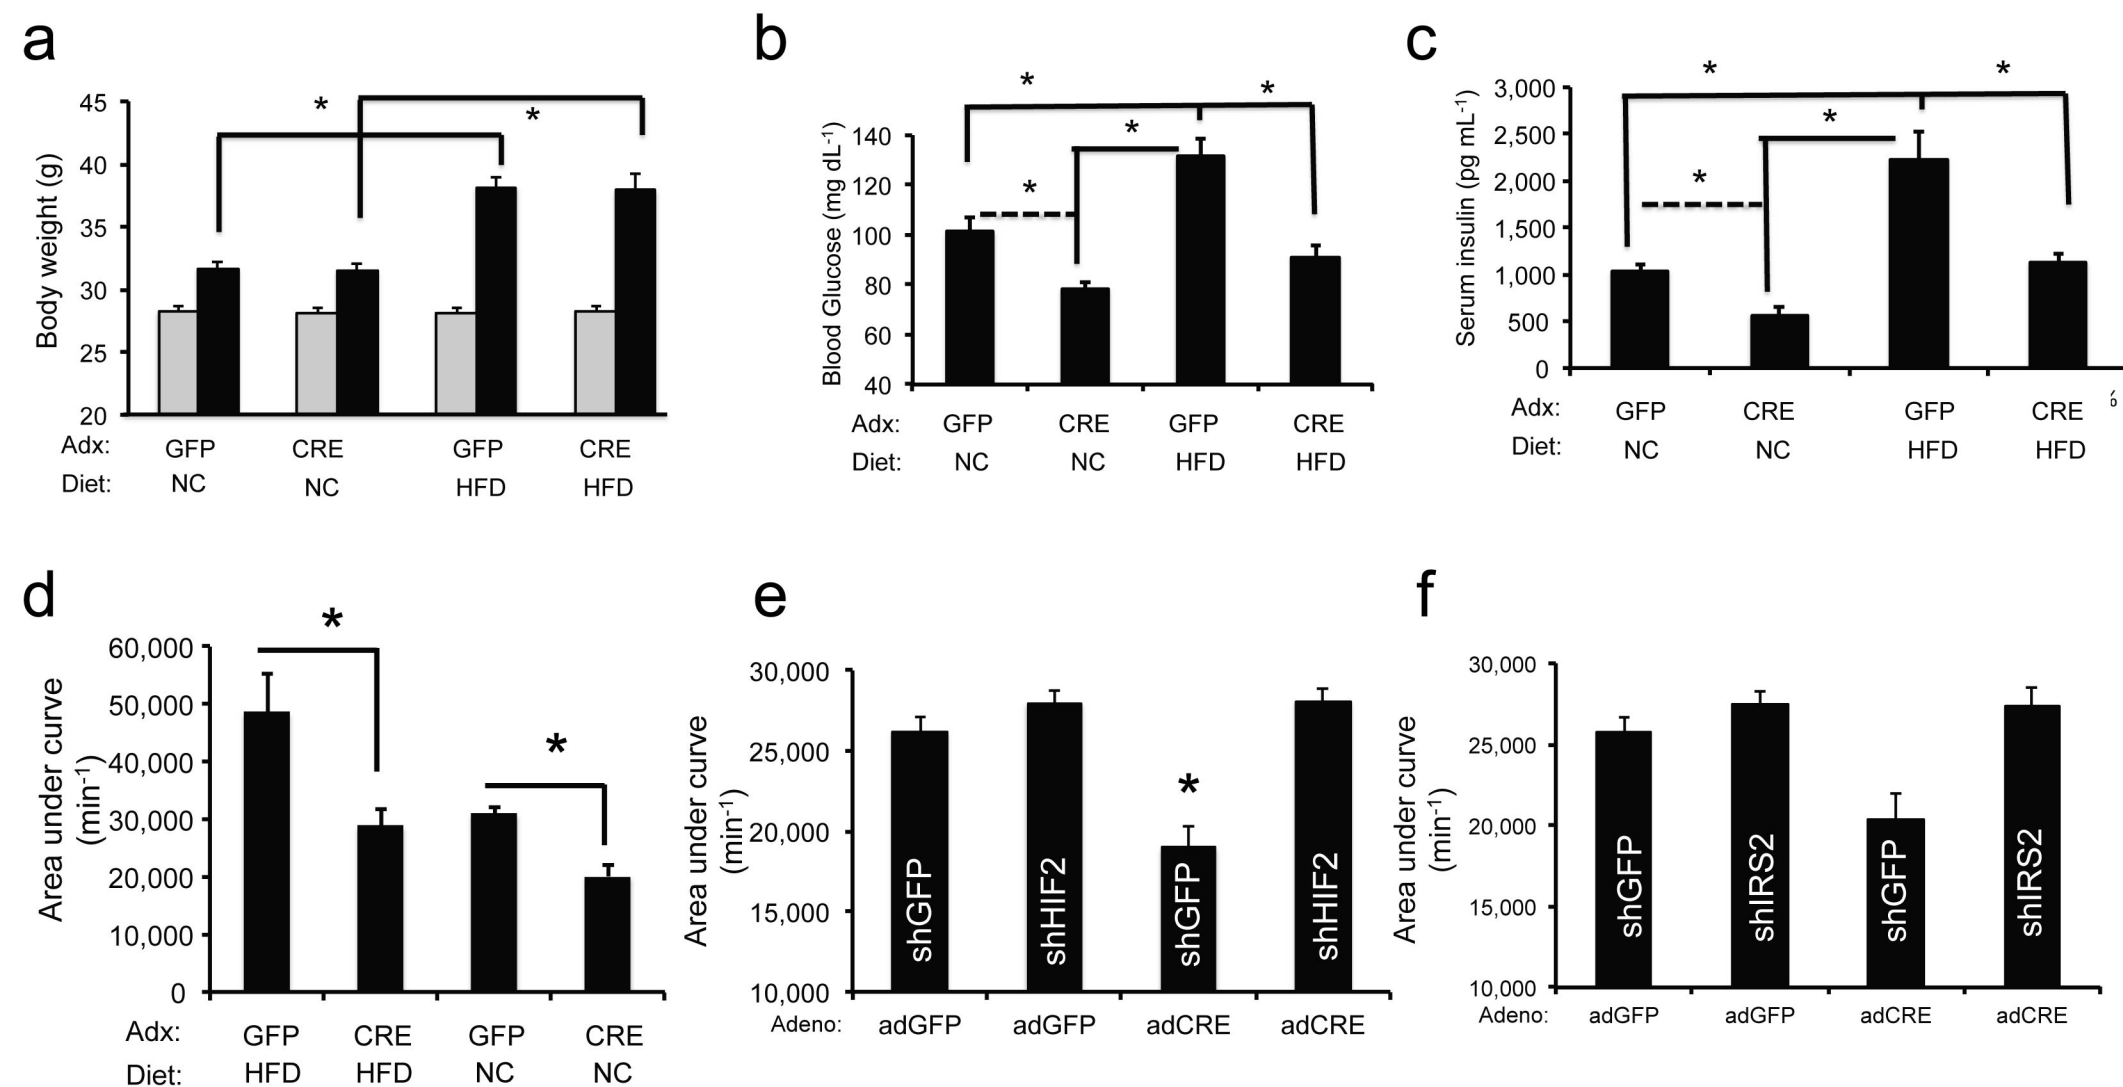 a
*
*
45
40
35
30
25
20
Body weight (g)
Adx: GFP CRE GFP CRE
Diet: NC NC HFD HFD
b
*
*
*
*
140
120
100
80
60
40
Blood Glucose (mg dL-1)
Adx: GFP CRE GFP CRE
Diet: NC NC HFD HFD
c
*
*
*
*
3,000
2,500
2,000
1,500
1,000
500
0
Serum insulin (pg mL-1)
Adx: GFP CRE GFP CRE
Diet: NC NC HFD HFD
d
*
*
60,000
50,000
40,000
30,000
20,000
10,000
0
Area under curve
(min-1)
Adx: GFP CRE GFP CRE
Diet: HFD HFD NC NC
e
*
30,000
25,000
20,000
15,000
10,000
Area under curve
(min-1)
shGFP shHIF2 shGFP shHIF2
Adeno: adGFP adGFP adCRE adCRE
f
30,000
25,000
20,000
15,000
10,000
Area under curve
(min-1)
shGFP shIRS2 shGFP shIRS2
Adeno: adGFP adGFP adCRE adCRE